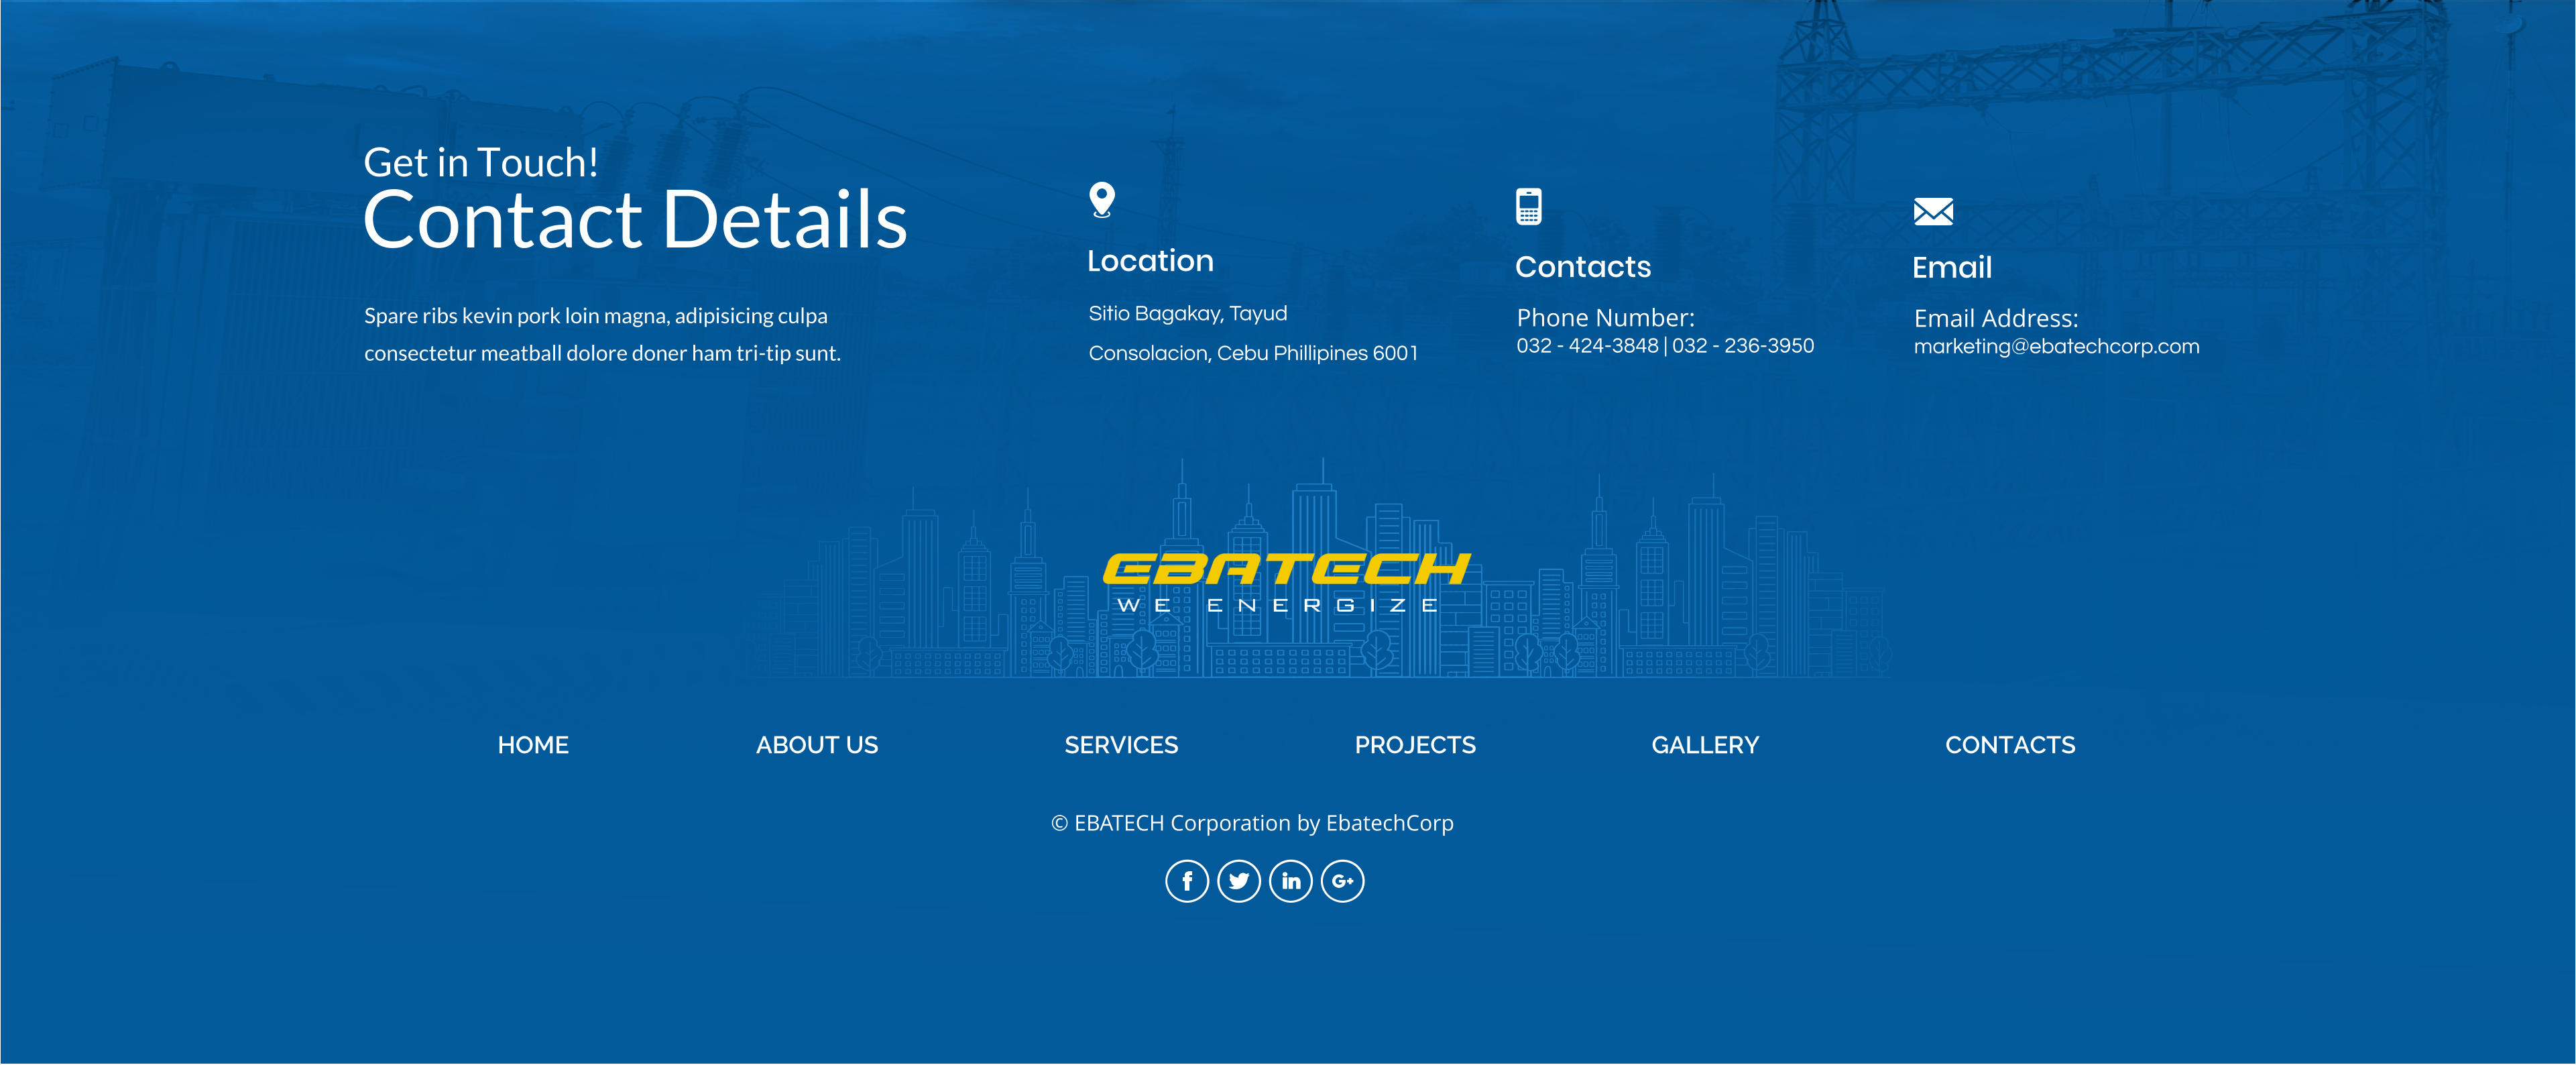 Get in Touch!
Contact Details
Spare ribs kevin pork loin magna, adipisicing culpa
consectetur meatball dolore doner ham tri-tip sunt.
Location
Sitio Bagakay, Tayud
Consolacion, Cebu Phillipines 6001
Contacts
Phone Number:
032 - 424-3848 | 032 - 236-3950
Email
Email Address:
marketing@ebatechcorp.com
EBATECH
WE ENERGIZE
HOME
ABOUT US
SERVICES
PROJECTS
GALLERY
CONTACTS
© EBATECH Corporation by EbatechCorp